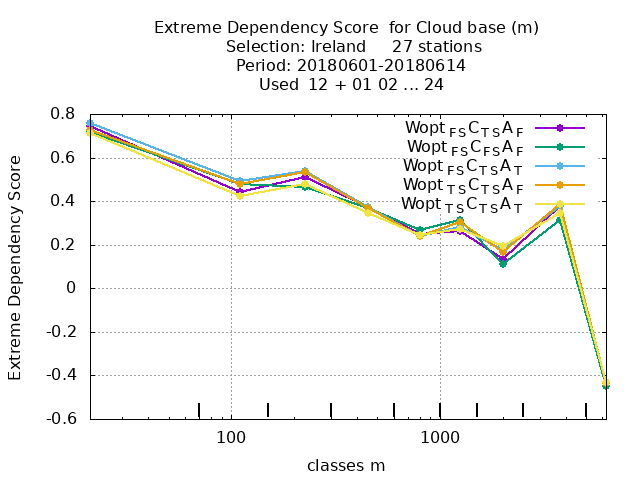 Extreme Dependency Score  for Cloud base (m)
Selection: Ireland     27 stations
Period: 20180601-20180614
Used  12 + 01 02 ... 24
Extreme Dependency Score
0.8
0.6
0.4
0.2
0
-0.2
-0.4
-0.6
Wopt FS C TS A F
Wopt FS C FS A F
Wopt FS C TS A T
Wopt TS C TS A F
Wopt TS C TS A T
100
1000
classes m